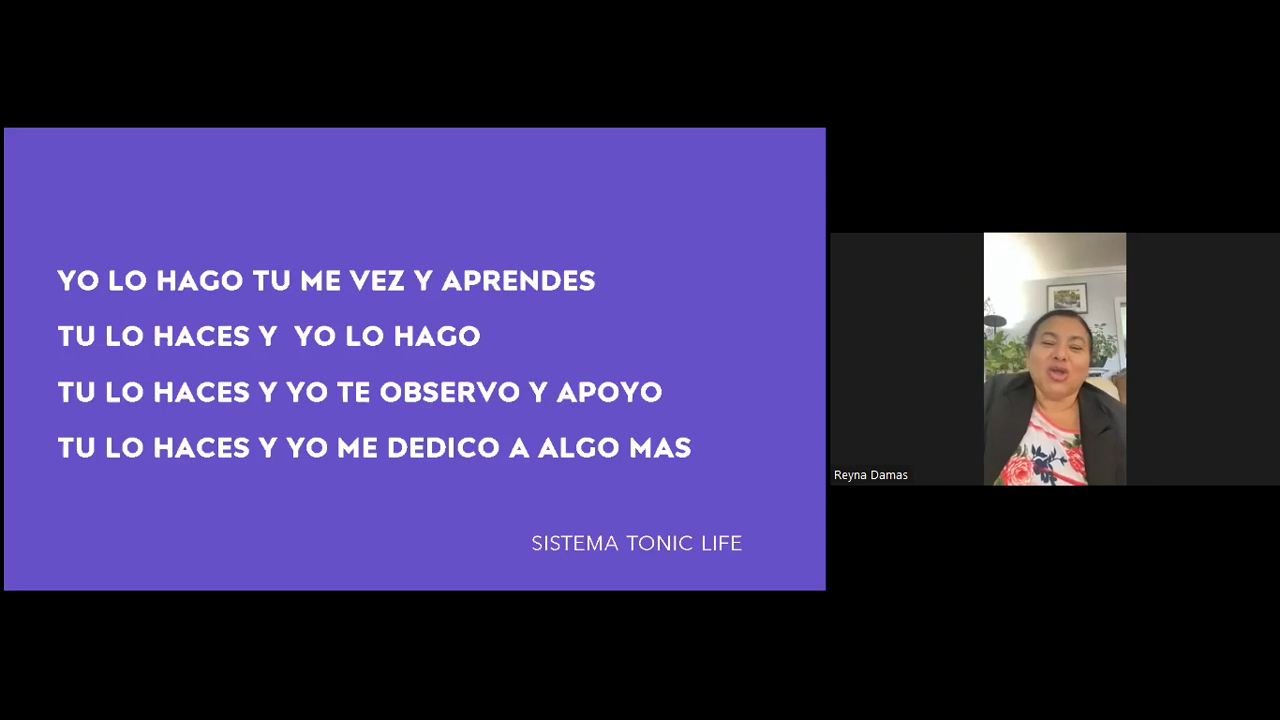 YO LO HAGO TU ME VEZ Y APRENDES
TU LO HACES Y YO LO HAGO
TU LO HACES Y YO TE OBSERVO Y APOYO
TU LO HACES Y YO ME DEDICO A ALGO MAS
SISTEMA TONIC LIFE
Reyna Damas